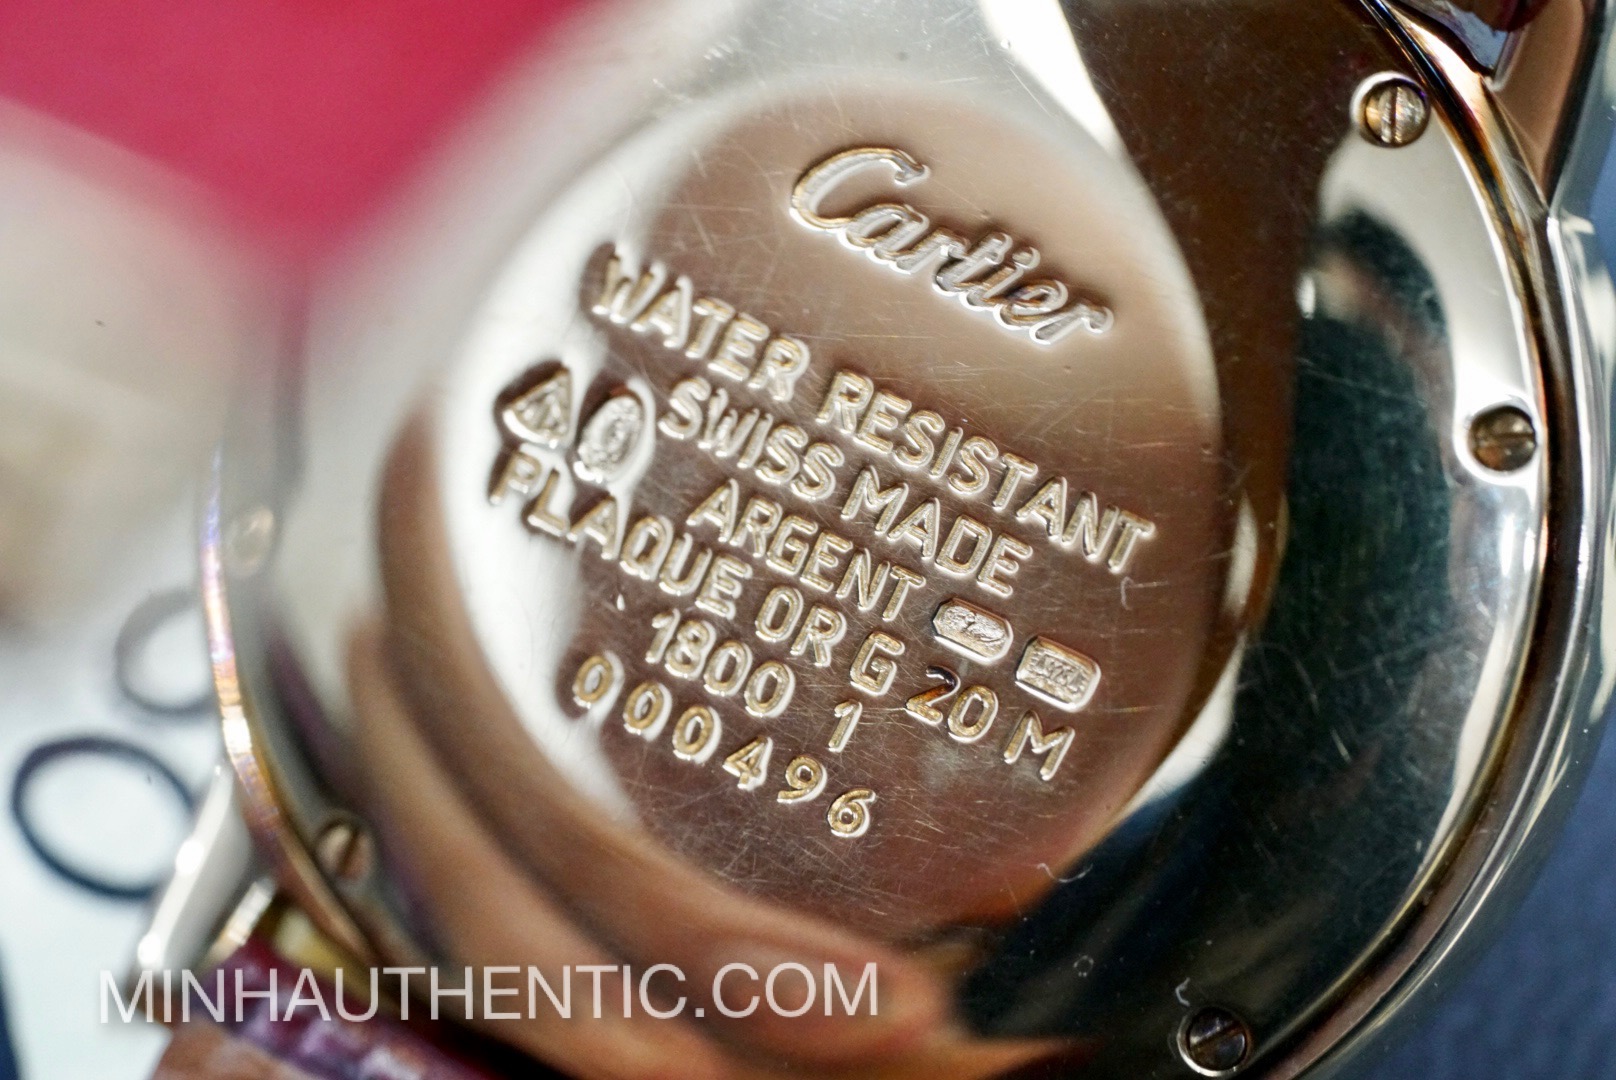 Cartier
WATER RESISTANT
SWISS MADE
ARGENT
PLAQUE OR G 20 M
1800 1
000496
MINHAUTHENTIC.COM